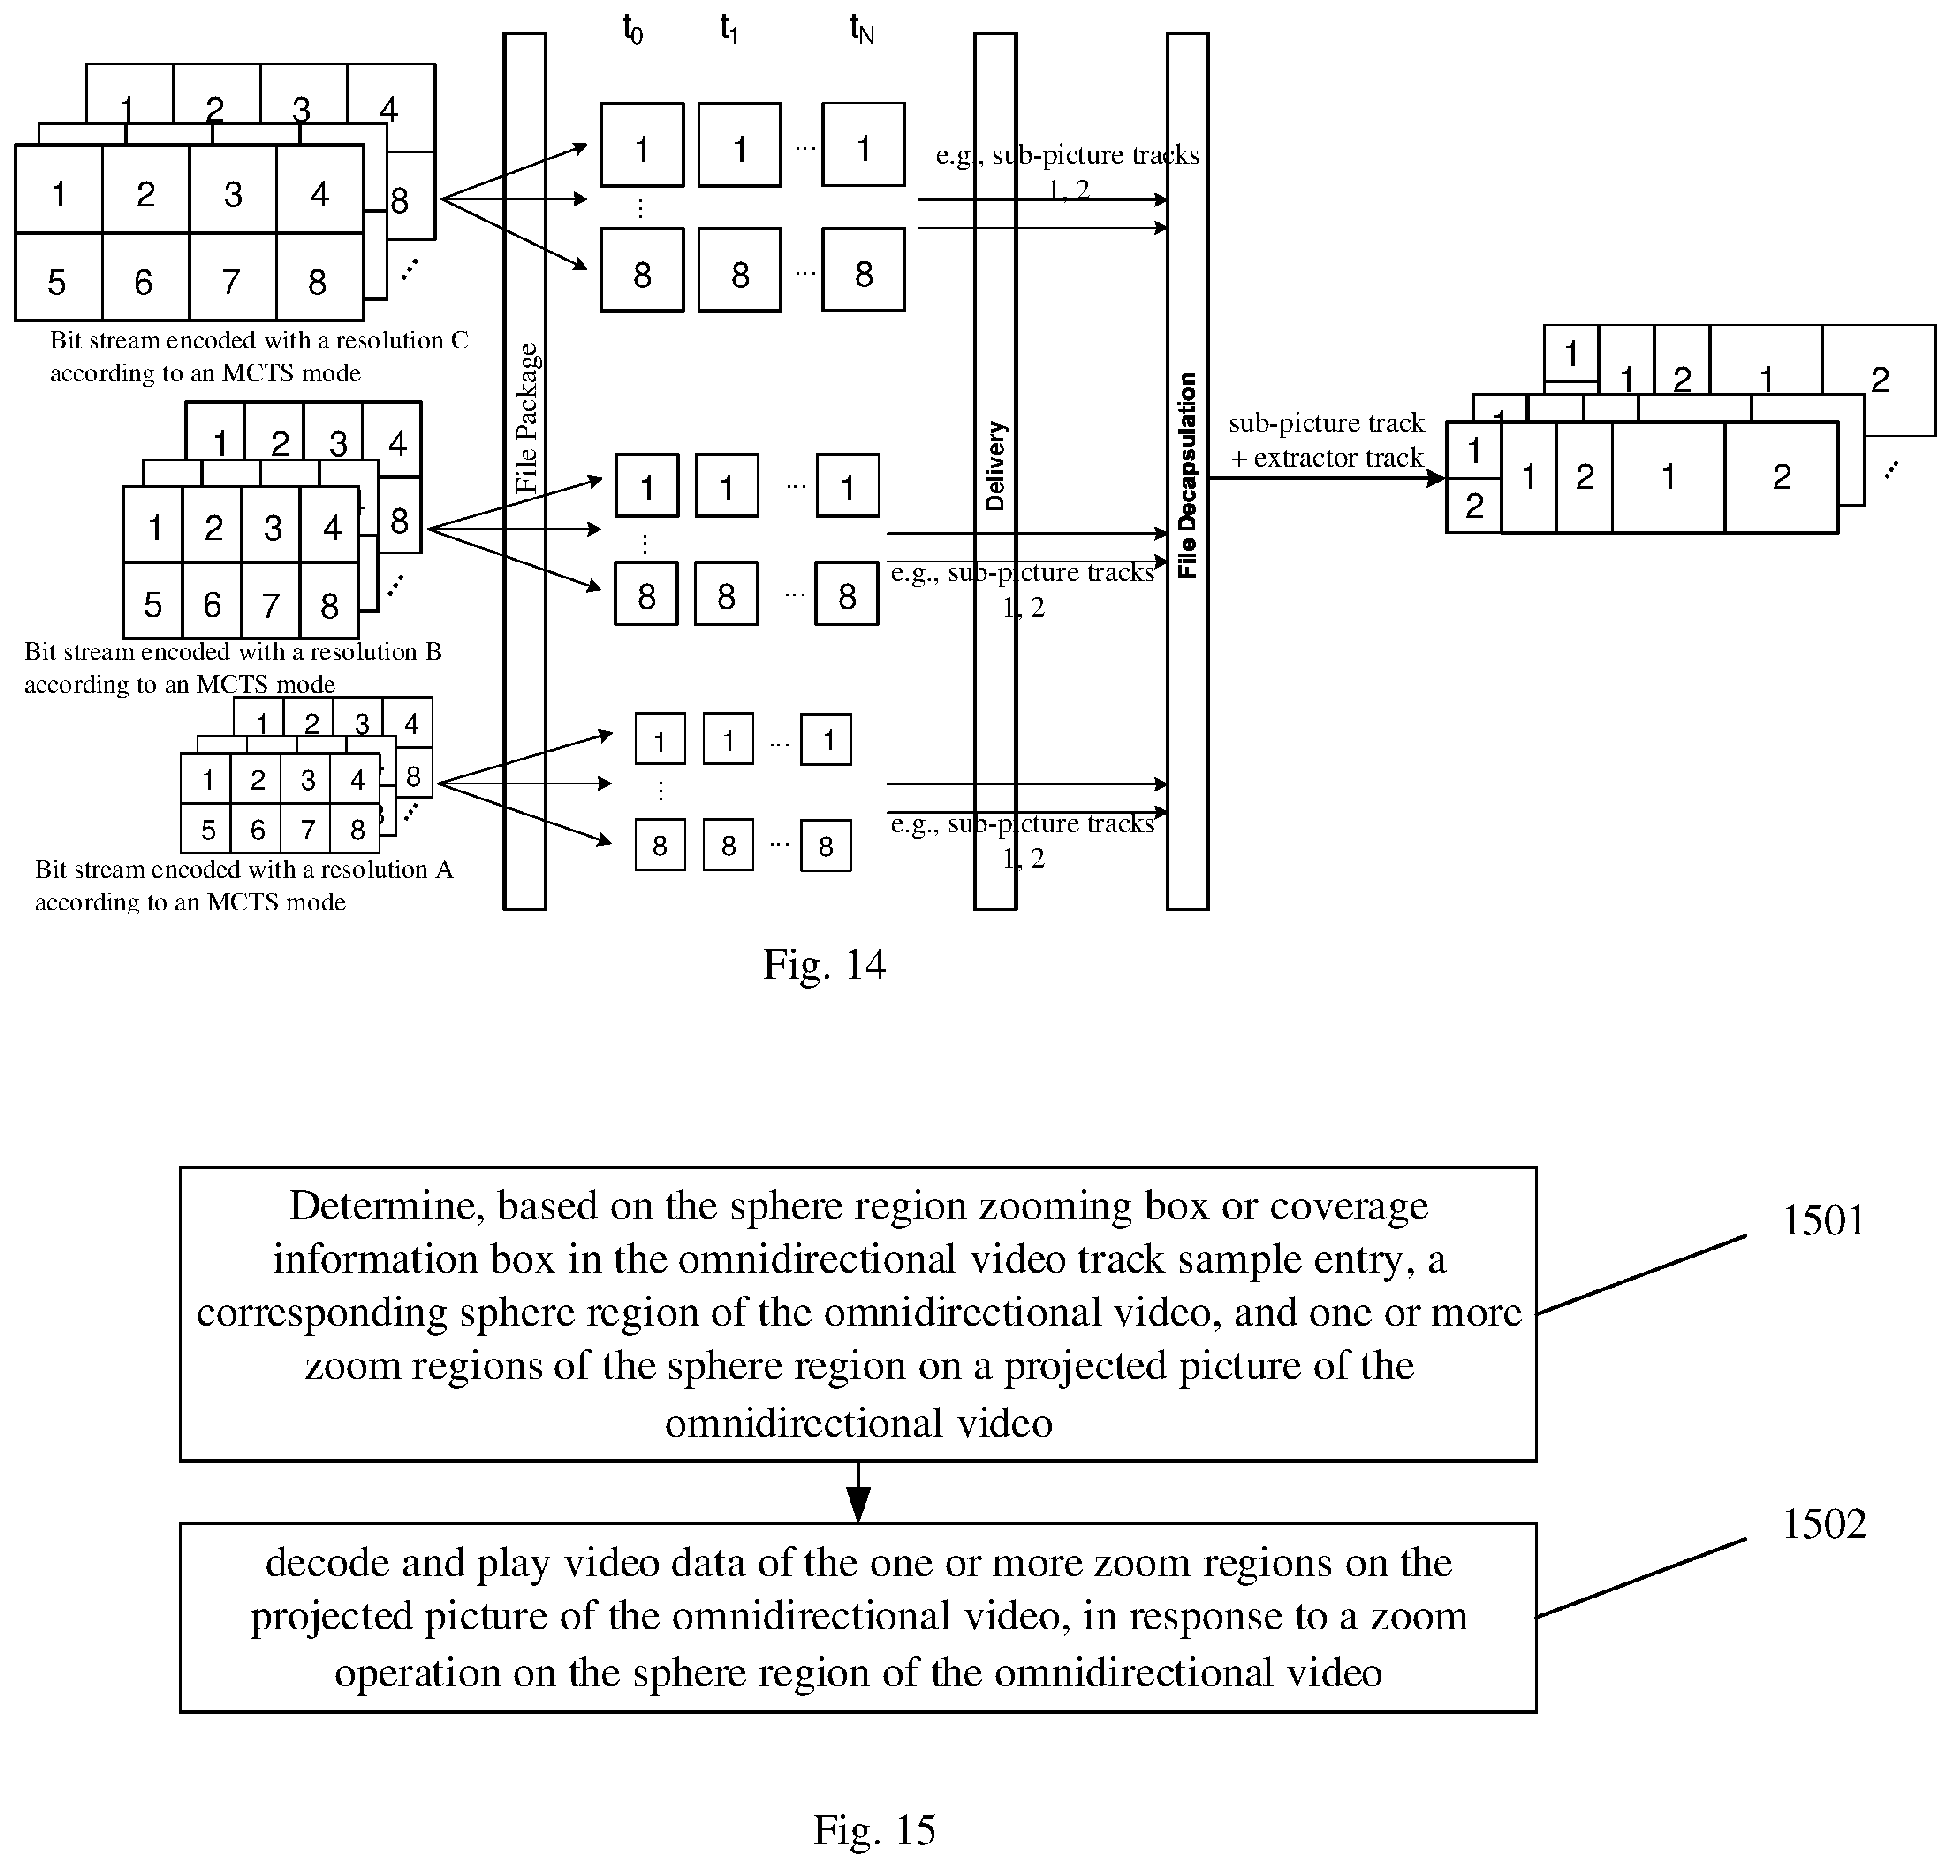 t0 t1 tN
1 2 3 4
8
1 2 3 4
5 6 7 8
Bit stream encoded with a resolution C
according to an MCTS mode
1 2 3 4
8
1 2 3 4
5 6 7 8
Bit stream encoded with a resolution B
according to an MCTS mode
1 2 3 4
8
1 2 3 4
5 6 7 8
Bit stream encoded with a resolution A
according to an MCTS mode
File Package
1 1 ... 1
8 8 ... 8
1 1 ... 1
8 8 ... 8
1 1 ... 1
8 8 ... 8
e.g., sub-picture tracks
1, 2
e.g., sub-picture tracks
1, 2
e.g., sub-picture tracks
1, 2
Delivery
File Decapsulation
sub-picture track
+ extractor track
1 1 2 1 2
1
1 1 2 1 2
2
Fig. 14
Determine, based on the sphere region zooming box or coverage
information box in the omnidirectional video track sample entry, a
corresponding sphere region of the omnidirectional video, and one or more
zoom regions of the sphere region on a projected picture of the
omnidirectional video
1501
decode and play video data of the one or more zoom regions on the
projected picture of the omnidirectional video, in response to a zoom
operation on the sphere region of the omnidirectional video
1502
Fig. 15